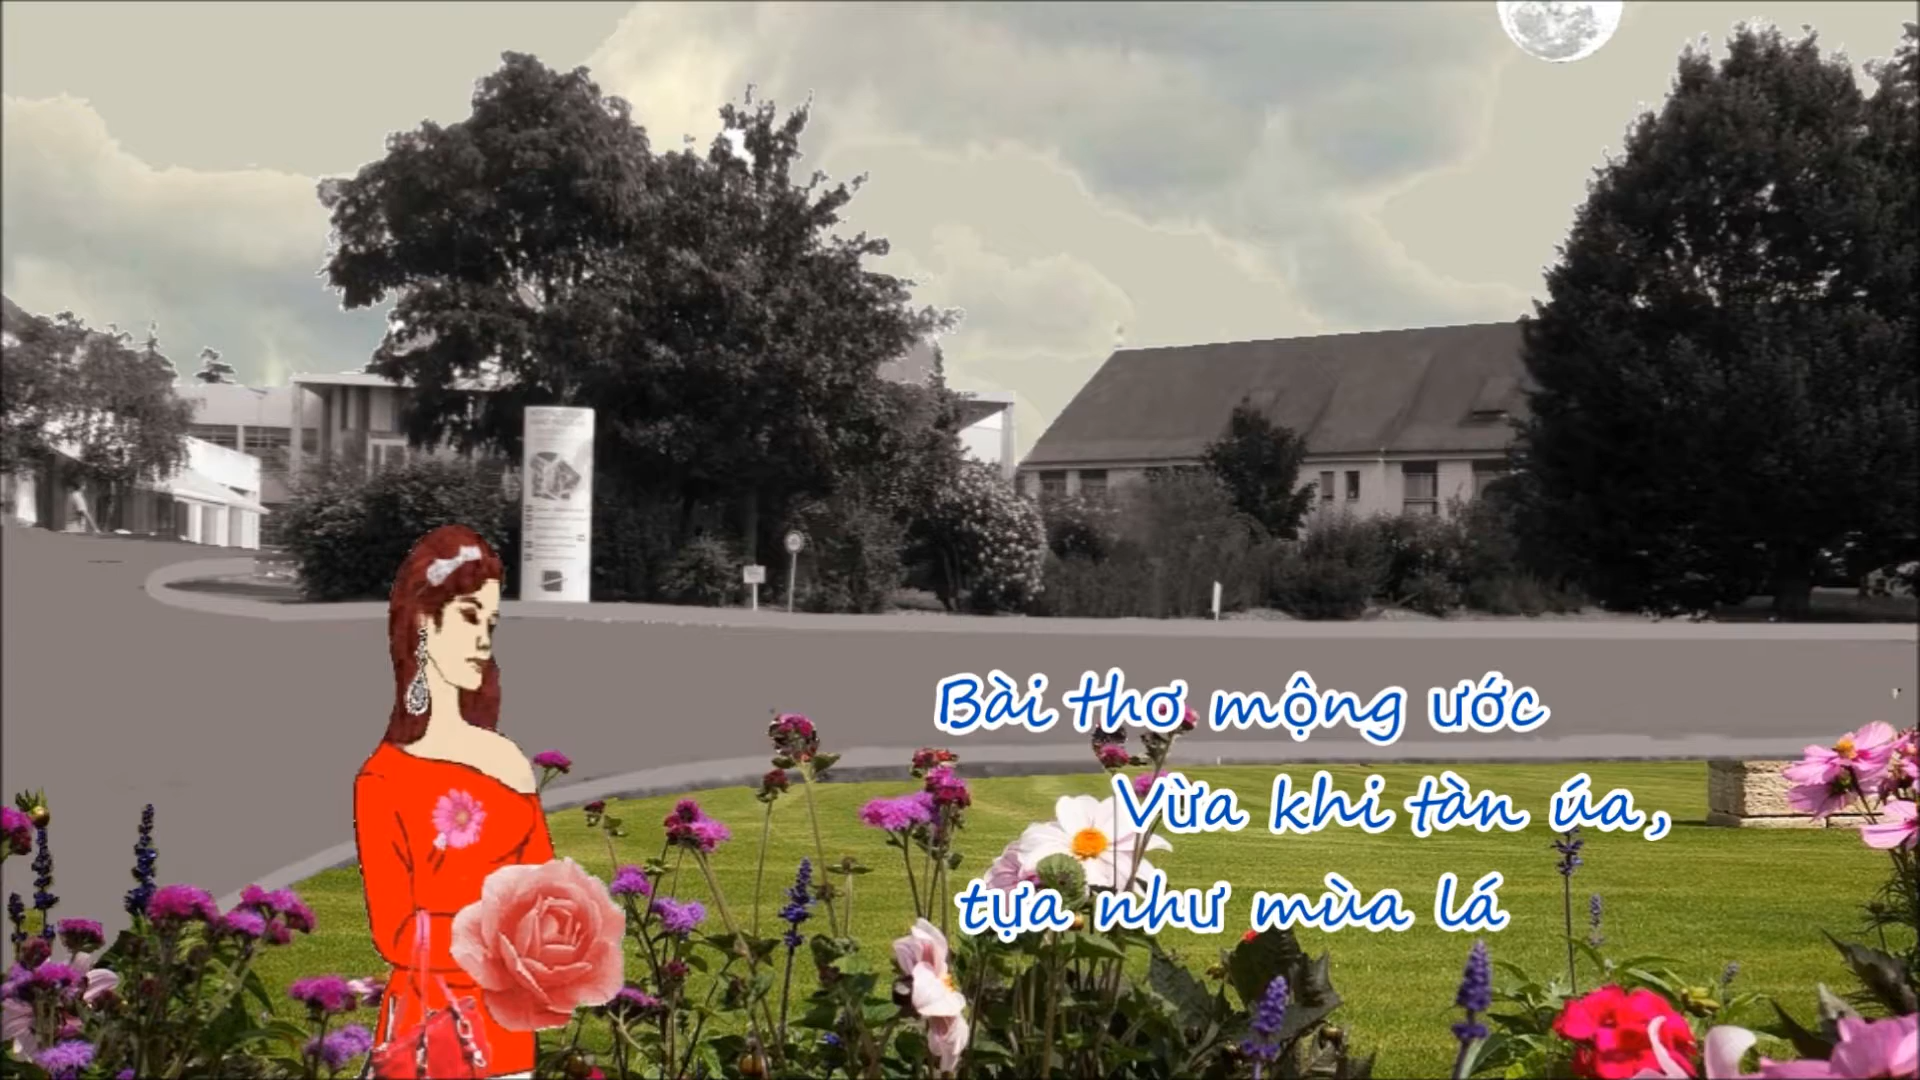 Bài thơ mộng ước
Vừa khi tàn úa,
tựa như mùa lá